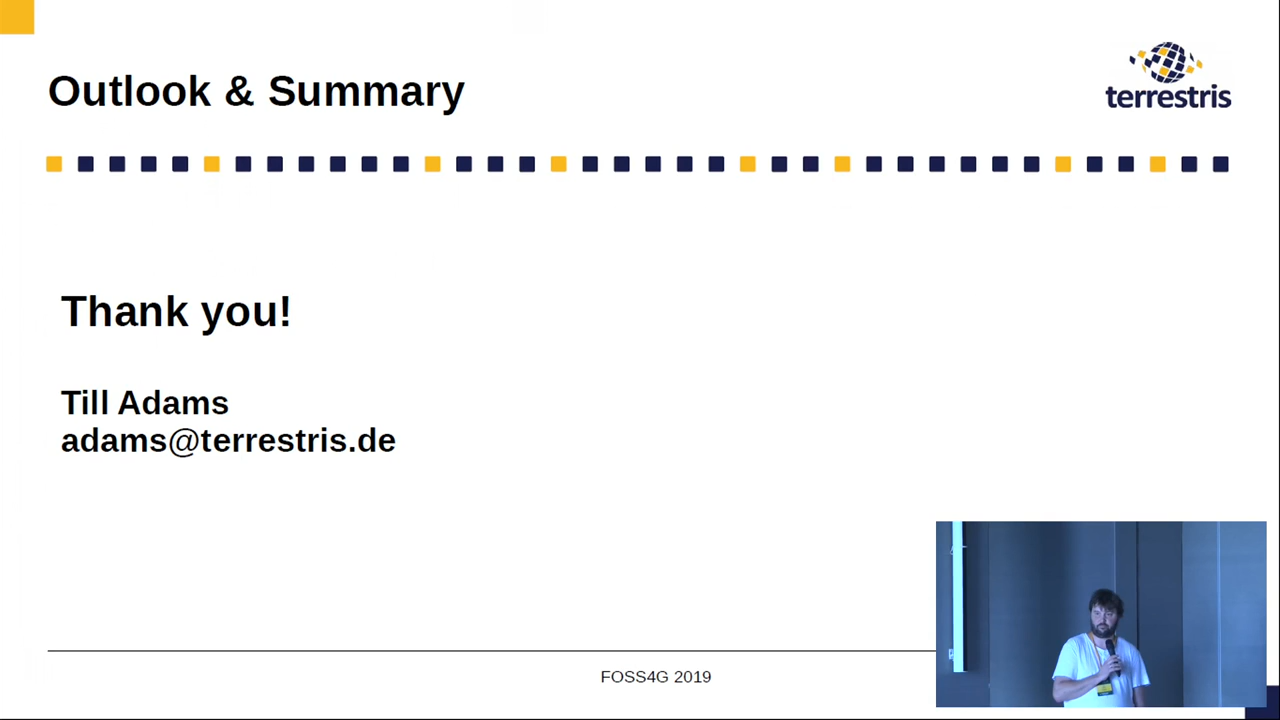 Outlook & Summary
terrestris
Thank you!
Till Adams
adams@terrestris.de
FOSS4G 2019